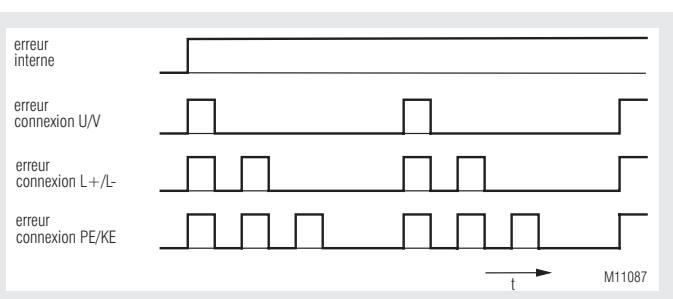 erreur
interne
erreur
connexion U/V
erreur
connexion L+/L-
erreur
connexion PE/KE
t
M11087